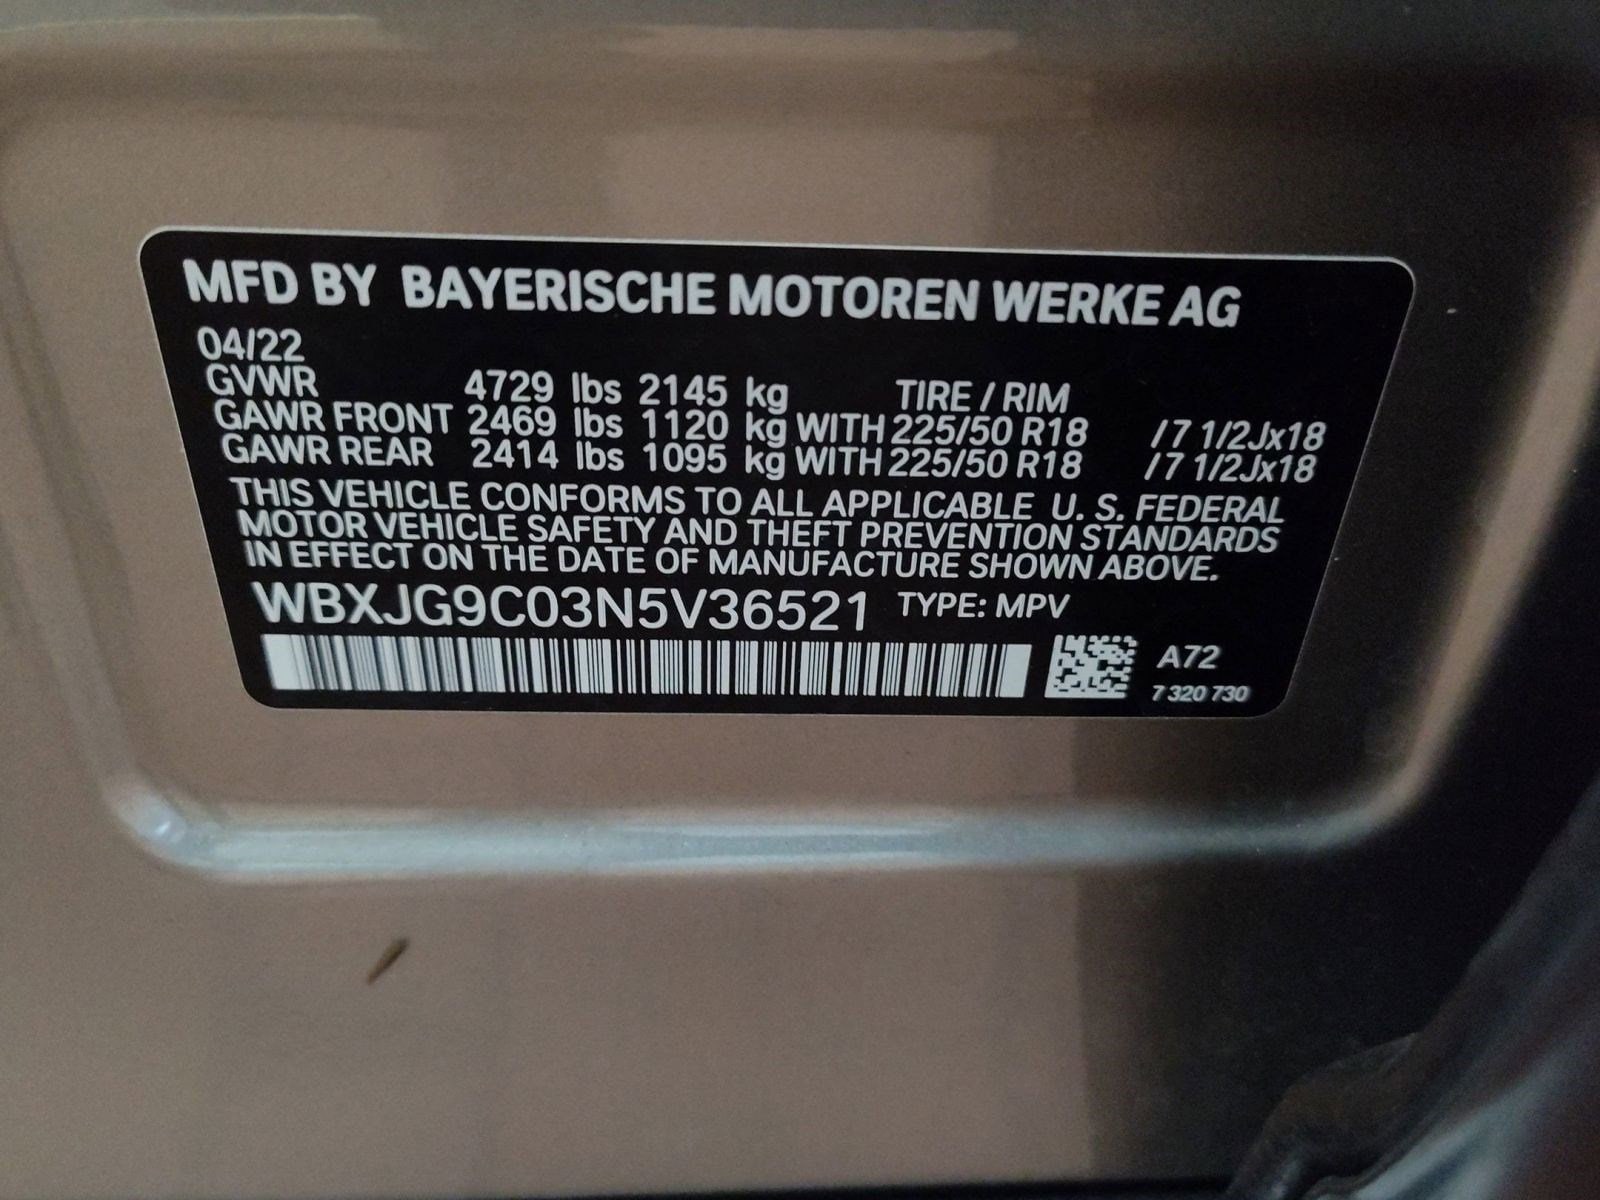 MFD BY BAYERISCHE MOTOREN WERKE AG
04/22
GVWR 4729 lbs 2145 kg TIRE / RIM
GAWR FRONT 2469 lbs 1120 kg WITH 225/50 R18 / 7 1/2Jx18
GAWR REAR 2414 lbs 1095 kg WITH 225/50 R18 / 7 1/2Jx18
THIS VEHICLE CONFORMS TO ALL APPLICABLE U. S. FEDERAL
MOTOR VEHICLE SAFETY AND THEFT PREVENTION STANDARDS
IN EFFECT ON THE DATE OF MANUFACTURE SHOWN ABOVE.
WBXJG9C03N5V36521 TYPE: MPV
A72
7 320 730